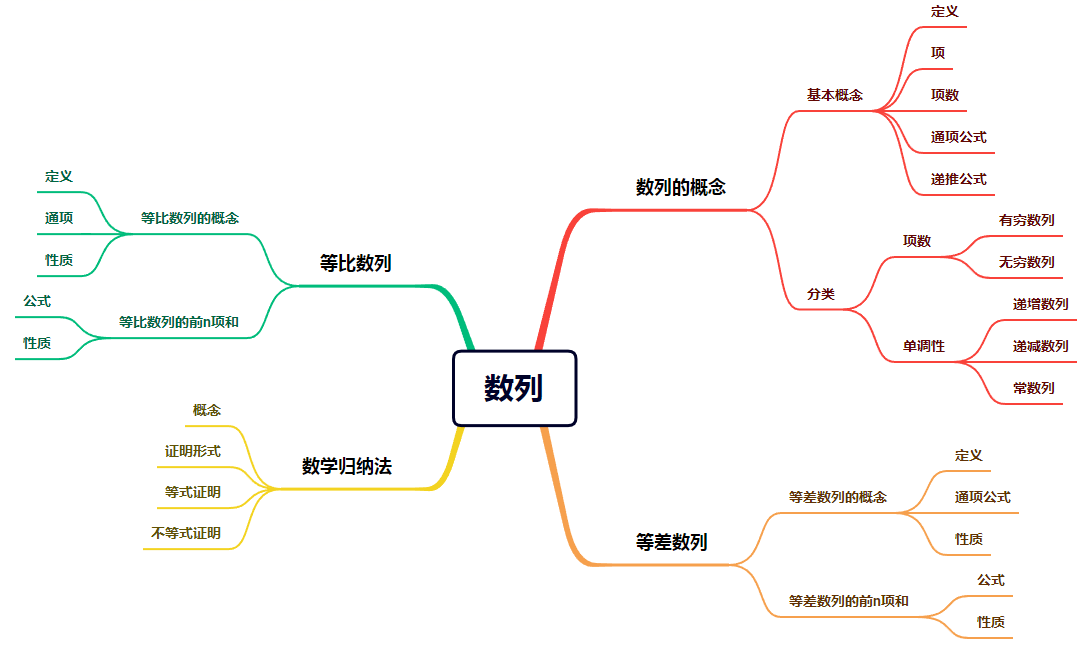 数列
数列的概念
基本概念
定义
项
项数
通项公式
递推公式
分类
项数
有穷数列
无穷数列
单调性
递增数列
递减数列
常数列
等差数列
等差数列的概念
定义
通项公式
性质
等差数列的前n项和
公式
性质
等比数列
等比数列的概念
定义
通项
性质
等比数列的前n项和
公式
性质
数学归纳法
概念
证明形式
等式证明
不等式证明